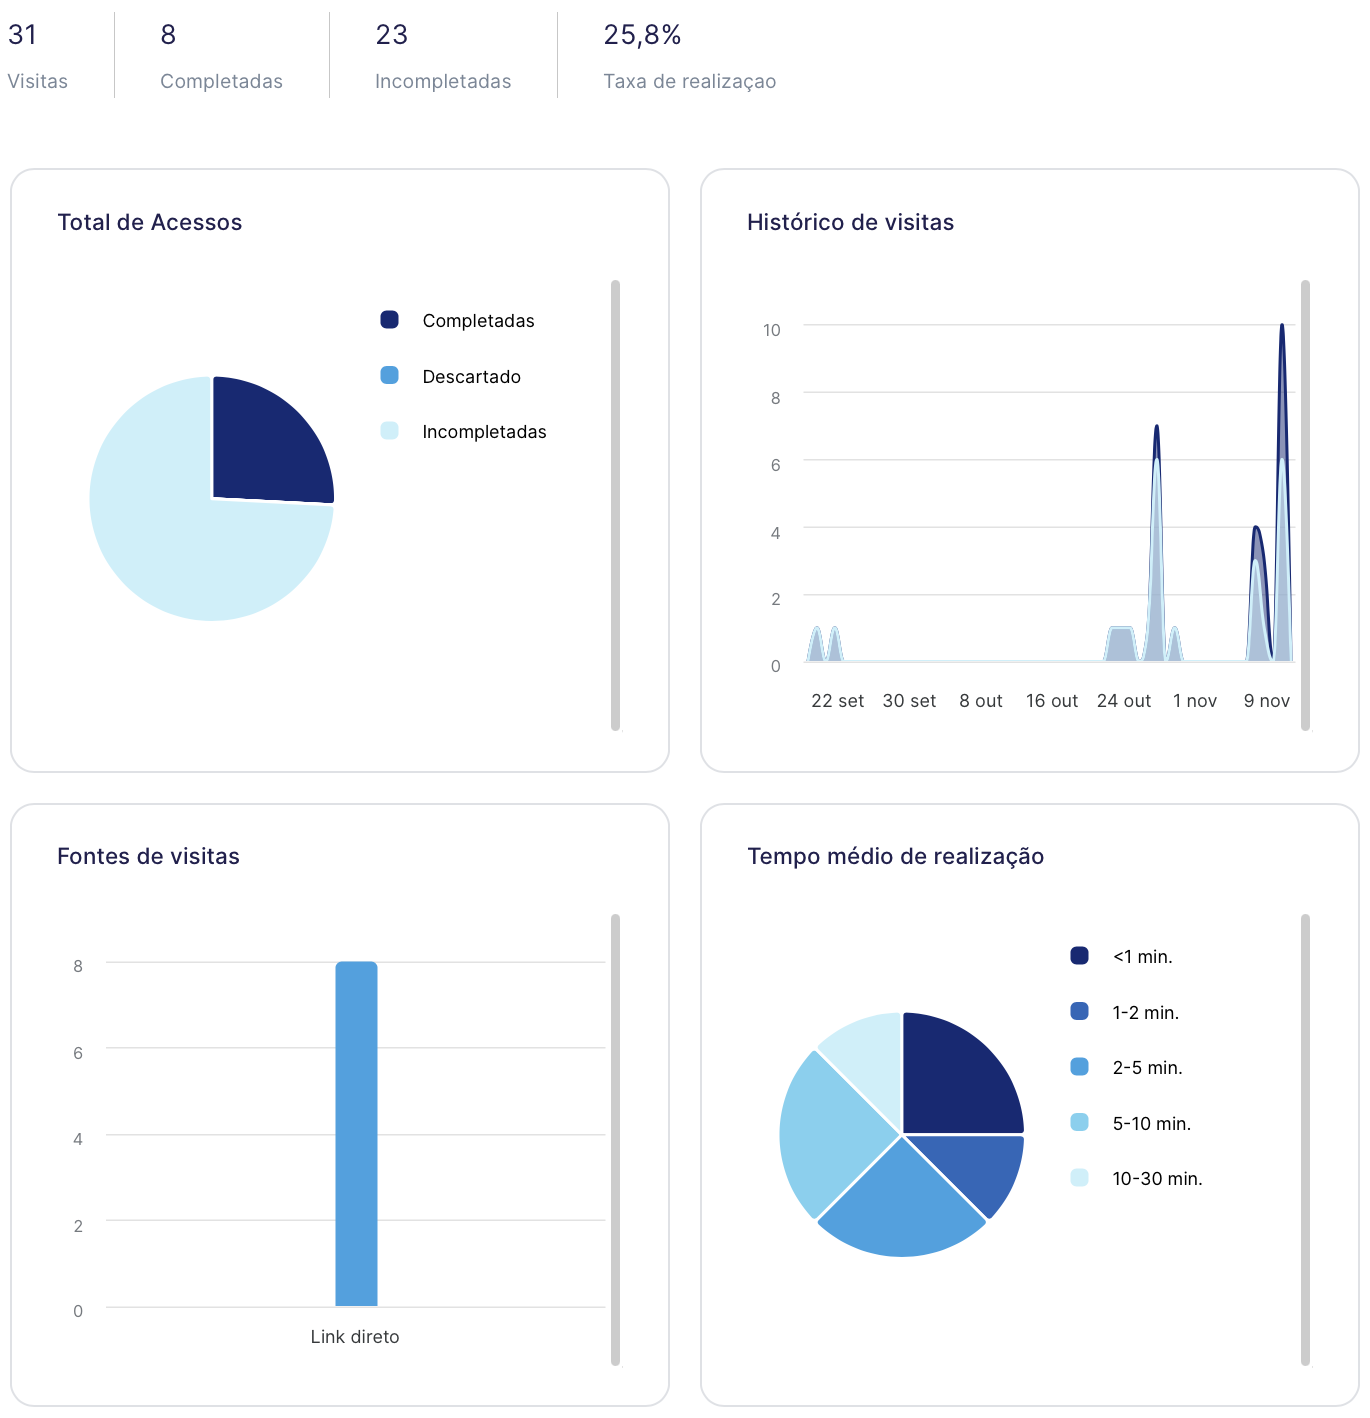 31
Visitas
8
Completadas
23
Incompletadas
25,8%
Taxa de realizaçao
Total de Acessos
Completadas
Descartado
Incompletadas
Histórico de visitas
10
8
6
4
2
0
22 set 30 set 8 out 16 out 24 out 1 nov 9 nov
Fontes de visitas
8
6
4
2
0
Link direto
Tempo médio de realização
<1 min.
1-2 min.
2-5 min.
5-10 min.
10-30 min.